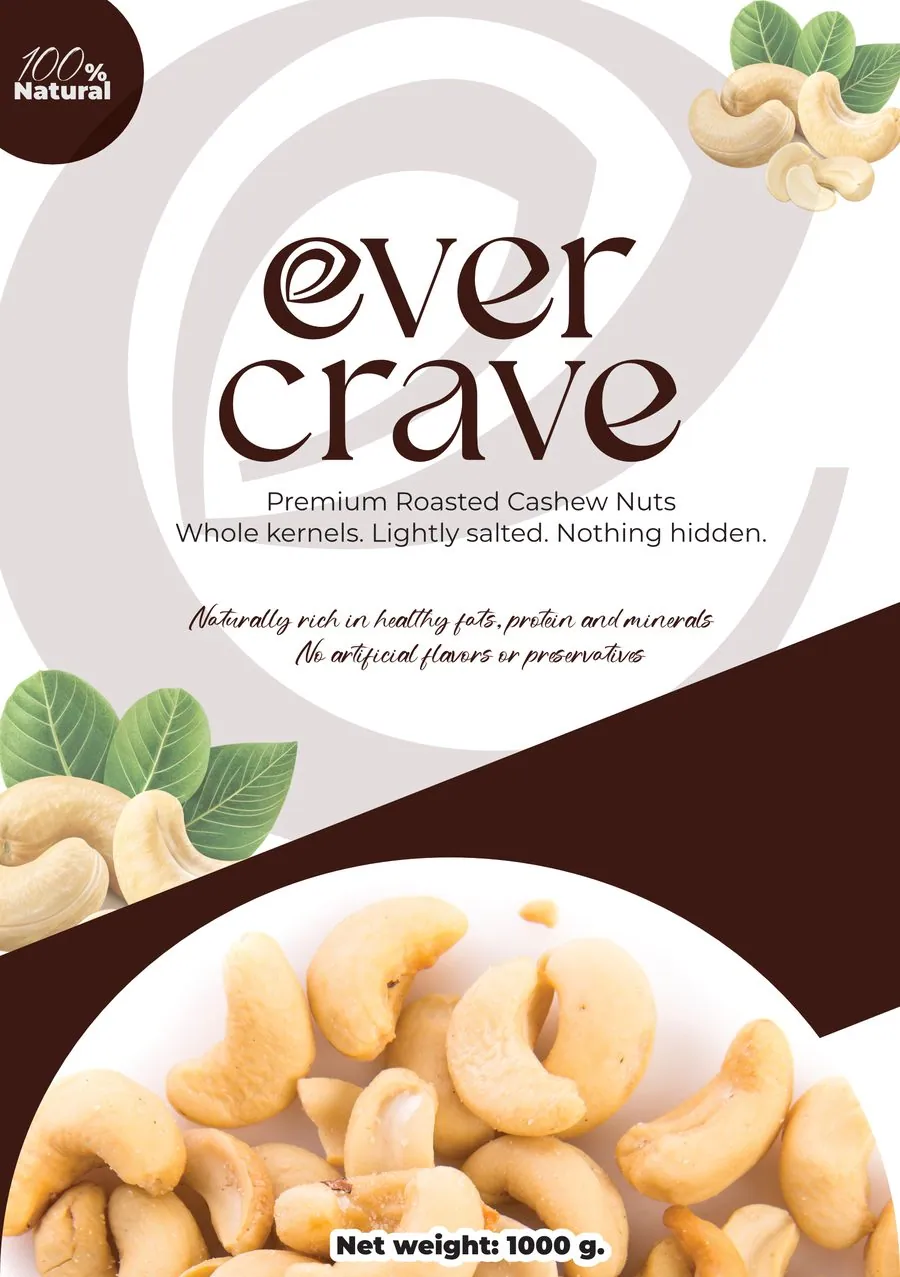 100%
Natural
ever
crave
Premium Roasted Cashew Nuts
Whole kernels. Lightly salted. Nothing hidden.
Naturally rich in healthy fats, protein and minerals
No artificial flavors or preservatives
Net weight: 1000 g.